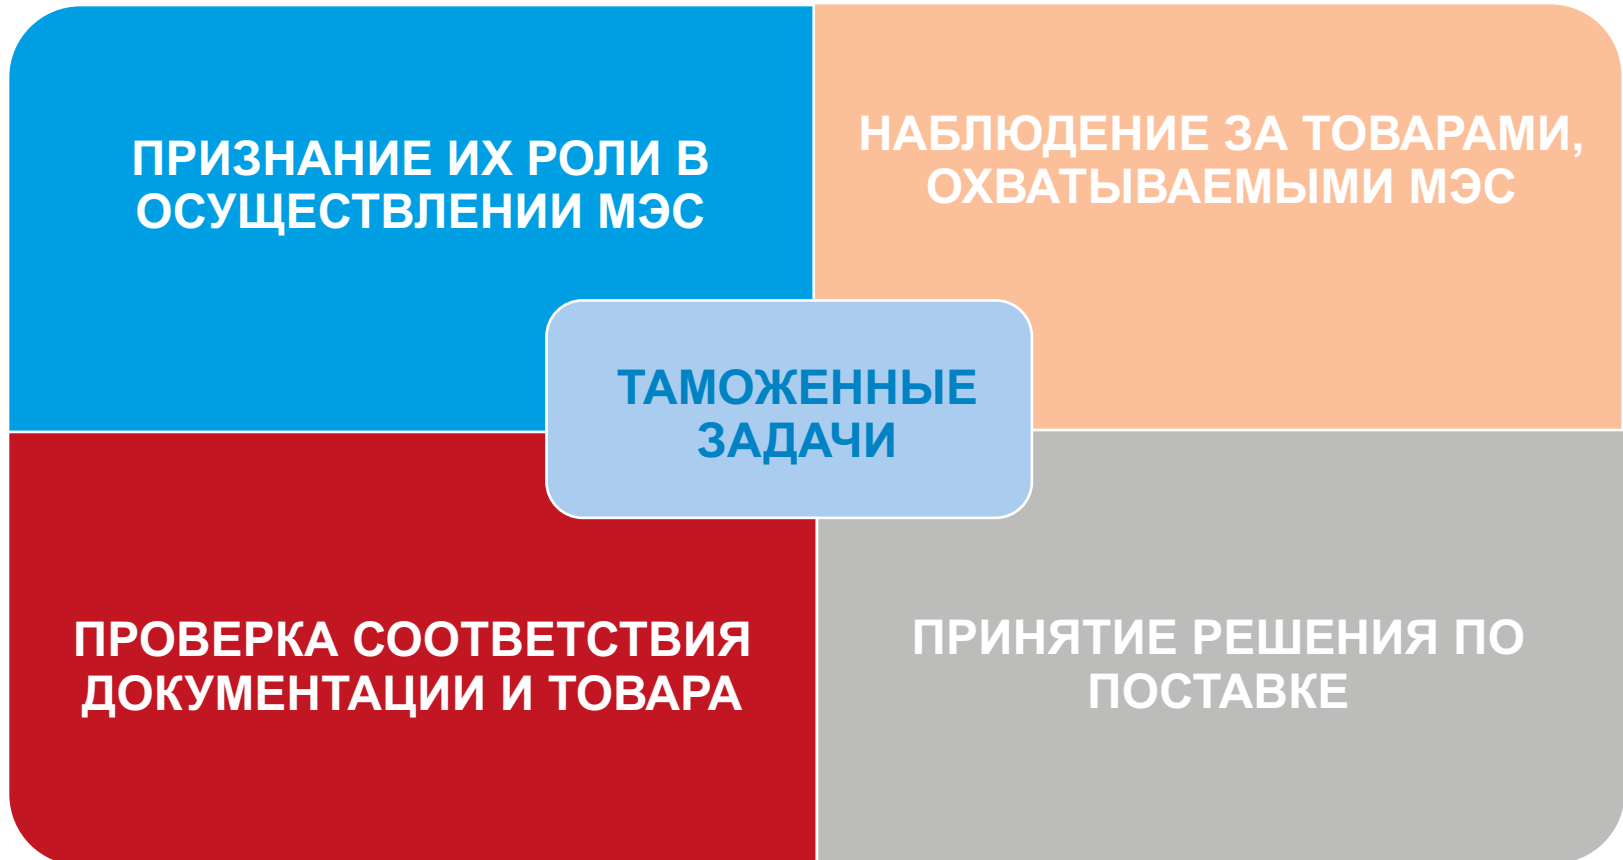 ПРИЗНАНИЕ ИХ РОЛИ В
ОСУЩЕСТВЛЕНИИ МЭС
НАБЛЮДЕНИЕ ЗА ТОВАРАМИ,
ОХВАТЫВАЕМЫМИ МЭС
ТАМОЖЕННЫЕ
ЗАДАЧИ
ПРОВЕРКА СООТВЕТСТВИЯ
ДОКУМЕНТАЦИИ И ТОВАРА
ПРИНЯТИЕ РЕШЕНИЯ ПО
ПОСТАВКЕ